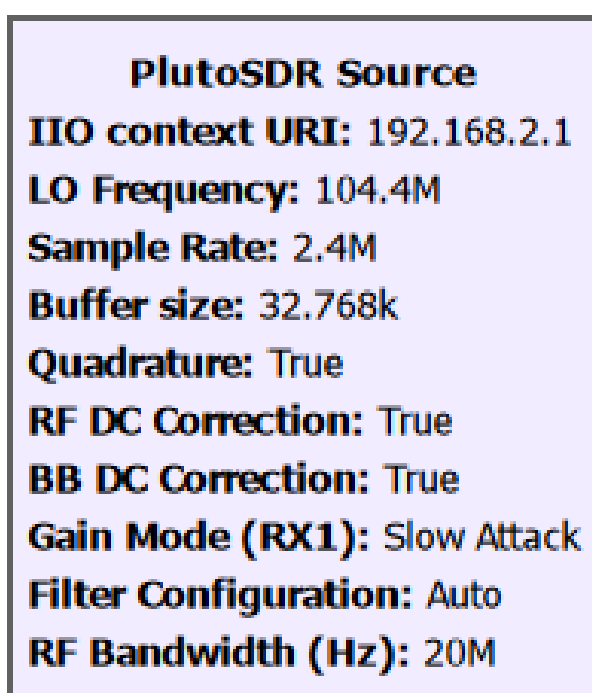 PlutoSDR Source
IIO context URI: 192.168.2.1
LO Frequency: 104.4M
Sample Rate: 2.4M
Buffer size: 32.768k
Quadrature: True
RF DC Correction: True
BB DC Correction: True
Gain Mode (RX1): Slow Attack
Filter Configuration: Auto
RF Bandwidth (Hz): 20M